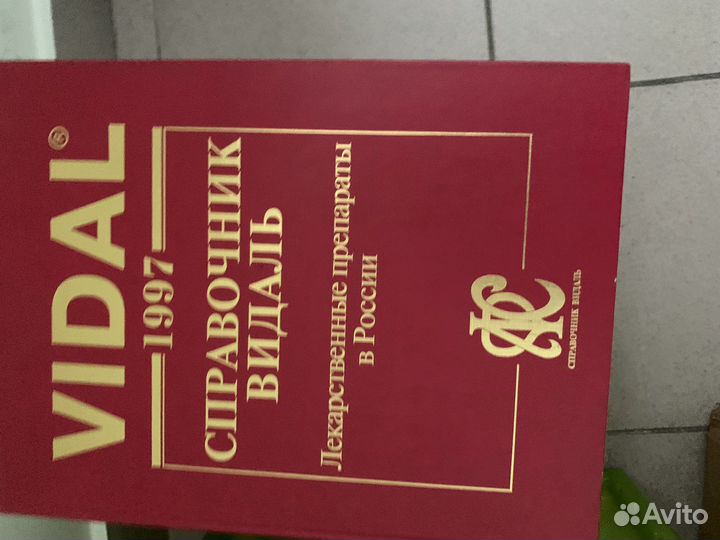 VIDAL®
1997
СПРАВОЧНИК
ВИДАЛЬ
Лекарственные препараты
в России
СПРАВОЧНИК ВИДАЛЬ
Avito